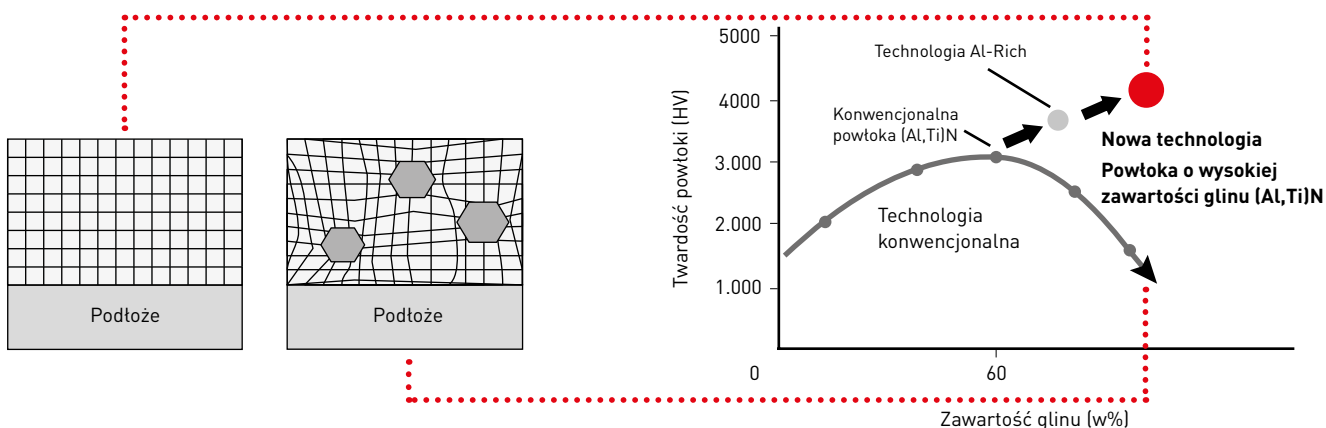 Podłoże
Podłoże
Twardość powłoki (HV)
5000
4000
3.000
2.000
1.000
0
60
Zawartość glinu (w%)
Technologia Al-Rich
Konwencjonalna
powłoka (Al,Ti)N
Technologia
konwencjonalna
Nowa technologia
Powłoka o wysokiej
zawartości glinu (Al,Ti)N